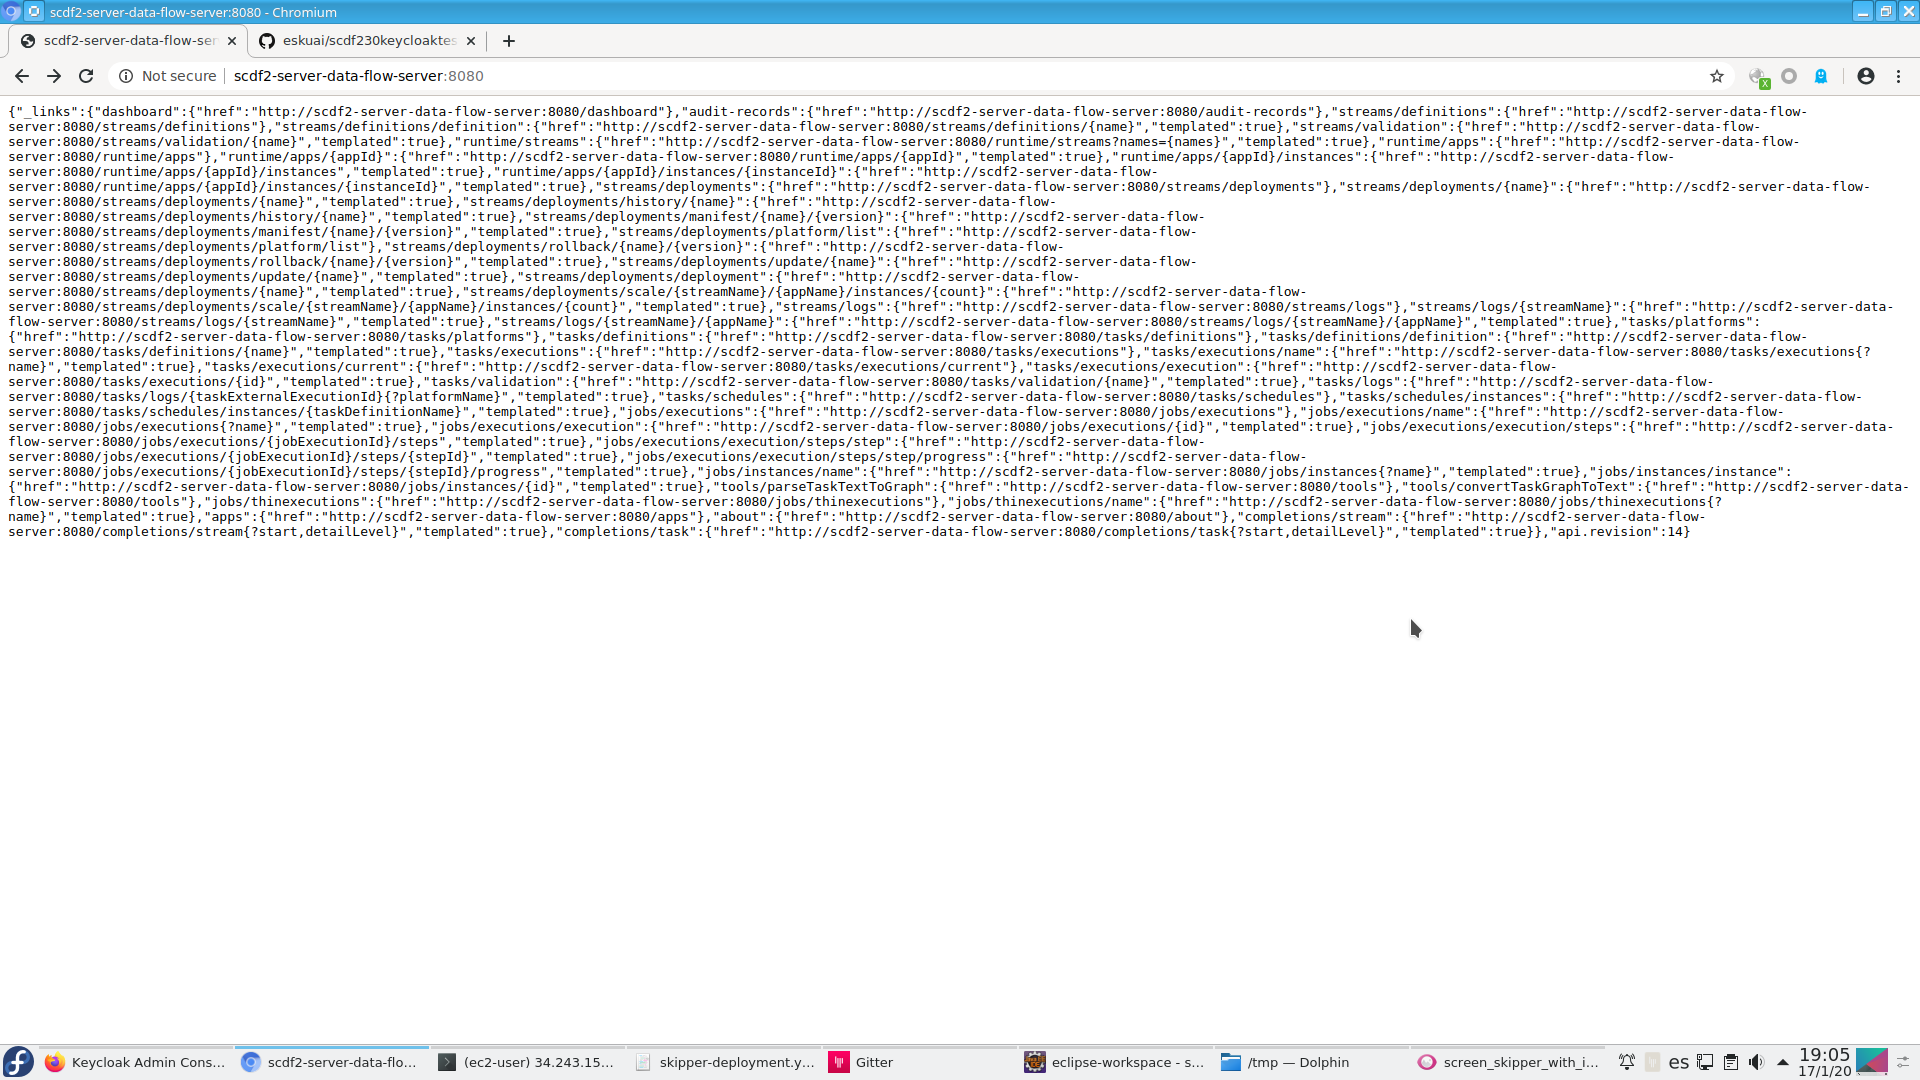 scdf2-server-data-flow-server:8080 - Chromium
scdf2-server-data-flow-ser
eskuai/scdf230keycloaktes
Not secure
scdf2-server-data-flow-server:8080
{"_links":{"dashboard":{"href":"http://scdf2-server-data-flow-server:8080/dashboard"},"audit-records":{"href":"http://scdf2-server-data-flow-server:8080/audit-records"},"streams/definitions":{"href":"http://scdf2-server-data-flow-
server:8080/streams/definitions"},"streams/definitions/definition":{"href":"http://scdf2-server-data-flow-server:8080/streams/definitions/{name}","templated":true},"streams/validation":{"href":"http://scdf2-server-data-flow-
server:8080/streams/validation/{name}","templated":true},"runtime/streams":{"href":"http://scdf2-server-data-flow-server:8080/runtime/streams?names={names}","templated":true},"runtime/apps":{"href":"http://scdf2-server-data-flow-
server:8080/runtime/apps"},"runtime/apps/{appId}":{"href":"http://scdf2-server-data-flow-server:8080/runtime/apps/{appId}","templated":true},"runtime/apps/{appId}/instances":{"href":"http://scdf2-server-data-flow-
server:8080/runtime/apps/{appId}/instances","templated":true},"runtime/apps/{appId}/instances/{instanceId}":{"href":"http://scdf2-server-data-flow-
server:8080/runtime/apps/{appId}/instances/{instanceId}","templated":true},"streams/deployments":{"href":"http://scdf2-server-data-flow-server:8080/streams/deployments"},"streams/deployments/{name}":{"href":"http://scdf2-server-data-flow-
server:8080/streams/deployments/{name}","templated":true},"streams/deployments/history/{name}":{"href":"http://scdf2-server-data-flow-
server:8080/streams/deployments/history/{name}","templated":true},"streams/deployments/manifest/{name}/{version}":{"href":"http://scdf2-server-data-flow-
server:8080/streams/deployments/manifest/{name}/{version}","templated":true},"streams/deployments/platform/list":{"href":"http://scdf2-server-data-flow-
server:8080/streams/deployments/platform/list"},"streams/deployments/rollback/{name}/{version}":{"href":"http://scdf2-server-data-flow-
server:8080/streams/deployments/rollback/{name}/{version}","templated":true},"streams/deployments/update/{name}":{"href":"http://scdf2-server-data-flow-
server:8080/streams/deployments/update/{name}","templated":true},"streams/deployments/deployment":{"href":"http://scdf2-server-data-flow-
server:8080/streams/deployments/{name}","templated":true},"streams/deployments/scale/{streamName}/{appName}/instances/{count}":{"href":"http://scdf2-server-data-flow-
server:8080/streams/deployments/scale/{streamName}/{appName}/instances/{count}","templated":true},"streams/logs":{"href":"http://scdf2-server-data-flow-server:8080/streams/logs"},"streams/logs/{streamName}":{"href":"http://scdf2-server-data-
flow-server:8080/streams/logs/{streamName}","templated":true},"streams/logs/{streamName}/{appName}":{"href":"http://scdf2-server-data-flow-server:8080/streams/logs/{streamName}/{appName}","templated":true},"tasks/platforms":
{"href":"http://scdf2-server-data-flow-server:8080/tasks/platforms"},"tasks/definitions":{"href":"http://scdf2-server-data-flow-server:8080/tasks/definitions"},"tasks/definitions/definition":{"href":"http://scdf2-server-data-flow-
server:8080/tasks/definitions/{name}","templated":true},"tasks/executions":{"href":"http://scdf2-server-data-flow-server:8080/tasks/executions"},"tasks/executions/name":{"href":"http://scdf2-server-data-flow-server:8080/tasks/executions{?
name}","templated":true},"tasks/executions/current":{"href":"http://scdf2-server-data-flow-server:8080/tasks/executions/current"},"tasks/executions/execution":{"href":"http://scdf2-server-data-flow-
server:8080/tasks/executions/{id}","templated":true},"tasks/validation":{"href":"http://scdf2-server-data-flow-server:8080/tasks/validation/{name}","templated":true},"tasks/logs":{"href":"http://scdf2-server-data-flow-
server:8080/tasks/logs/{taskExternalExecutionId}{?platformName}","templated":true},"tasks/schedules":{"href":"http://scdf2-server-data-flow-server:8080/tasks/schedules"},"tasks/schedules/instances":{"href":"http://scdf2-server-data-flow-
server:8080/tasks/schedules/instances/{taskDefinitionName}","templated":true},"jobs/executions":{"href":"http://scdf2-server-data-flow-server:8080/jobs/executions"},"jobs/executions/name":{"href":"http://scdf2-server-data-flow-
server:8080/jobs/executions{?name}","templated":true},"jobs/executions/execution":{"href":"http://scdf2-server-data-flow-server:8080/jobs/executions/{id}","templated":true},"jobs/executions/execution/steps":{"href":"http://scdf2-server-data-
flow-server:8080/jobs/executions/{jobExecutionId}/steps","templated":true},"jobs/executions/execution/steps/step":{"href":"http://scdf2-server-data-flow-
server:8080/jobs/executions/{jobExecutionId}/steps/{stepId}","templated":true},"jobs/executions/execution/steps/step/progress":{"href":"http://scdf2-server-data-flow-
server:8080/jobs/executions/{jobExecutionId}/steps/{stepId}/progress","templated":true},"jobs/instances/name":{"href":"http://scdf2-server-data-flow-server:8080/jobs/instances{?name}","templated":true},"jobs/instances/instance":
{"href":"http://scdf2-server-data-flow-server:8080/jobs/instances/{id}","templated":true},"tools/parseTaskTextToGraph":{"href":"http://scdf2-server-data-flow-server:8080/tools"},"tools/convertTaskGraphToText":{"href":"http://scdf2-server-data-
flow-server:8080/tools"},"jobs/thinexecutions":{"href":"http://scdf2-server-data-flow-server:8080/jobs/thinexecutions"},"jobs/thinexecutions/name":{"href":"http://scdf2-server-data-flow-server:8080/jobs/thinexecutions{?
name}","templated":true},"apps":{"href":"http://scdf2-server-data-flow-server:8080/apps"},"about":{"href":"http://scdf2-server-data-flow-server:8080/about"},"completions/stream":{"href":"http://scdf2-server-data-flow-
server:8080/completions/stream{?start,detailLevel}","templated":true},"completions/task":{"href":"http://scdf2-server-data-flow-server:8080/completions/task{?start,detailLevel}","templated":true}},"api.revision":14}
Keycloak Admin Cons...
scdf2-server-data-flo...
(ec2-user) 34.243.15...
skipper-deployment.y...
Gitter
eclipse-workspace - s...
/tmp — Dolphin
screen_skipper_with_i...
es
19:05
17/1/20